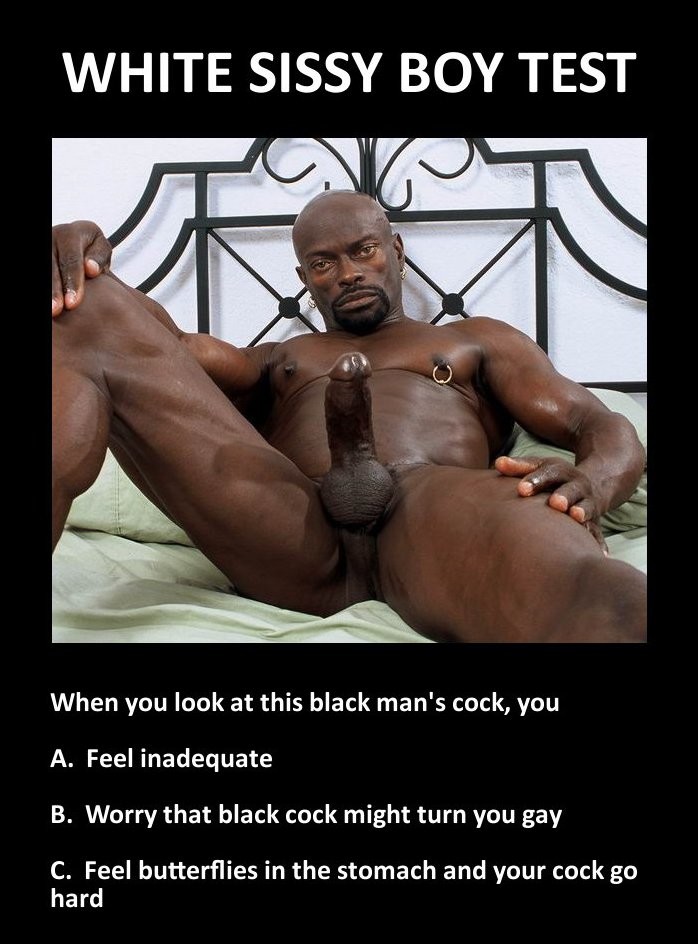 WHITE SISSY BOY TEST
When you look at this black man's cock, you
A. Feel inadequate
B. Worry that black cock might turn you gay
C. Feel butterflies in the stomach and your cock go
hard